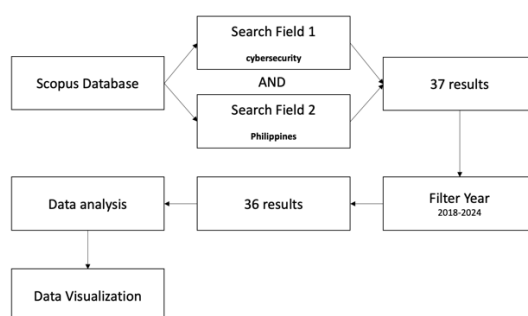 Search Field 1
cybersecurity
Scopus Database
AND
37 results
Search Field 2
Philippines
Data analysis
36 results
Filter Year
2018-2024
Data Visualization